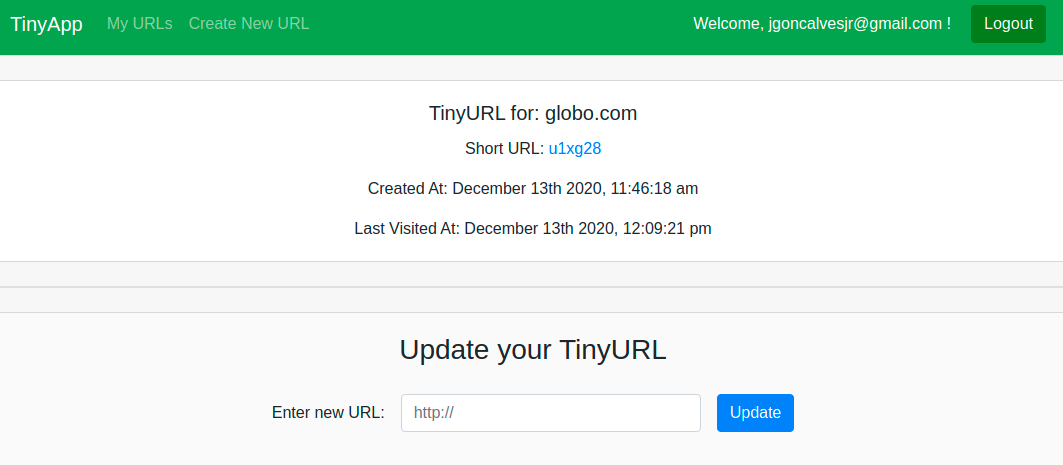 TinyApp My URLs Create New URL Welcome, jgoncalvesjr@gmail.com ! Logout
TinyURL for: globo.com
Short URL: u1xg28
Created At: December 13th 2020, 11:46:18 am
Last Visited At: December 13th 2020, 12:09:21 pm
Update your TinyURL
Enter new URL: http:// Update